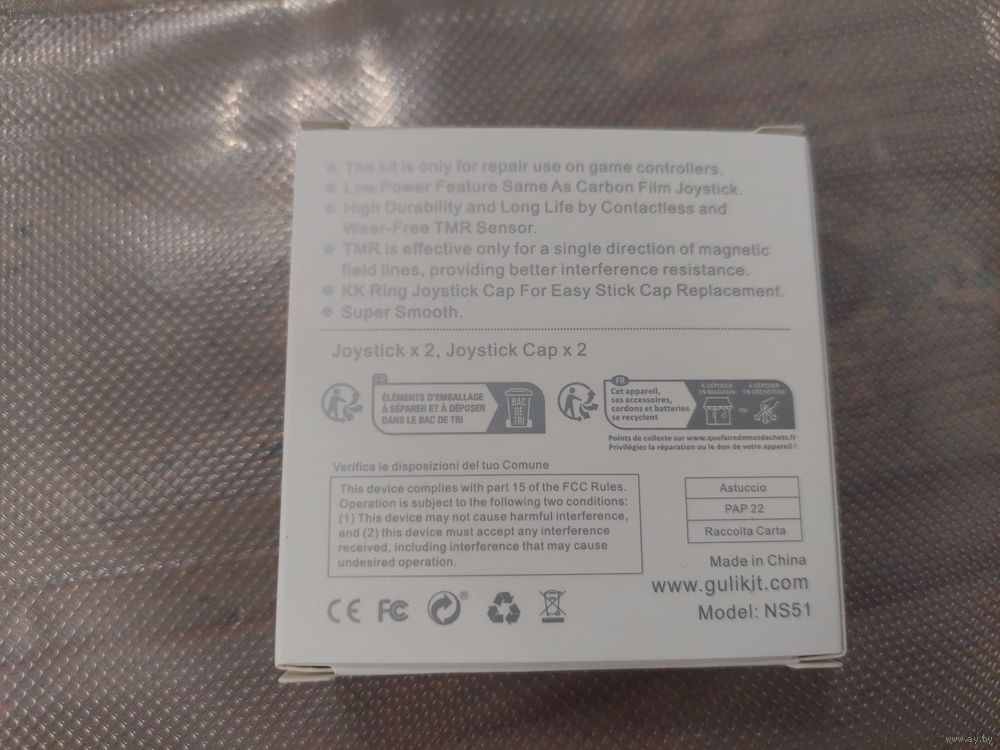 The kit is only for repair use on game controllers.
Low Power Feature Same As Carbon Film Joystick.
High Durability and Long Life by Contactless and
Wear-Free TMR Sensor.
TMR is effective only for a single direction of magnetic
field lines, providing better interference resistance.
KK Ring Joystick Cap For Easy Stick Cap Replacement.
Super Smooth.
Joystick x 2, Joystick Cap x 2
ÉLÉMENTS D'EMBALLAGE
À SÉPARER ET À DÉPOSER
DANS LE BAC DE TRI
BAC
DE
TRI
FR
Cet appareil,
ses accessoires,
cordons et batteries
se recyclent
À DÉPOSER
EN MAGASIN
OU
À DÉPOSER
EN DÉCHÈTERIE
Points de collecte sur www.quefairedemesdechets.fr
Privilégiez la réparation ou le don de votre appareil !
Verifica le disposizioni del tuo Comune
This device complies with part 15 of the FCC Rules.
Operation is subject to the following two conditions:
(1) This device may not cause harmful interference,
and (2) this device must accept any interference
received, including interference that may cause
undesired operation.
Astuccio
PAP 22
Raccolta Carta
Made in China
www.gulikit.com
Model: NS51
CE FC ®
www.ay.by